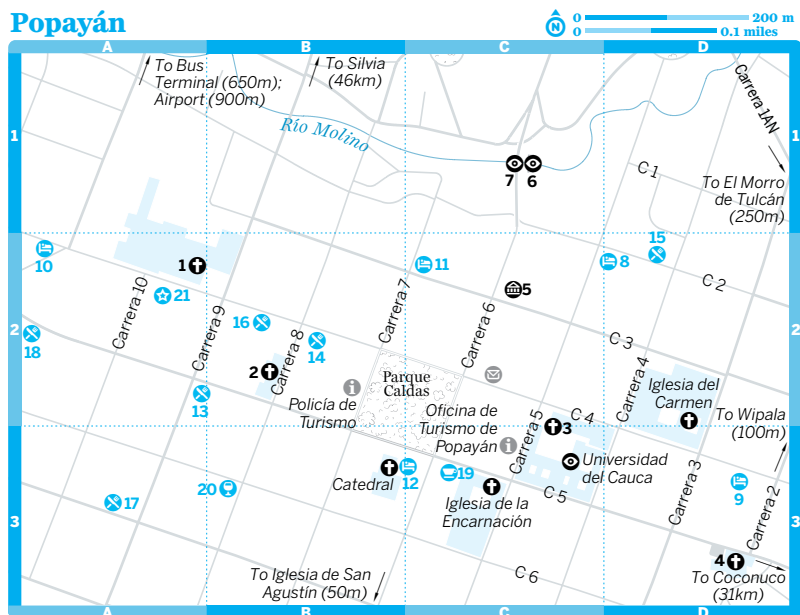 Popayán
0 200 m
0 0.1 miles
A B C D
To Bus
Terminal (650m);
Airport (900m)
To Silvia
(46km)
Río Molino
Carrera 1AN
1
1
7 6
C 1
To El Morro
de Tulcán
(250m)
15
10
1
11
8
21
5
C 2
Carrera 10
Carrera 9
Carrera 8
Carrera 7
Carrera 6
16
14
C 3
2
2
18
2
13
Policía de
Turismo
Parque
Caldas
Oficina de
Turismo de
Popayán
Carrera 5
C 4
Carrera 4
Iglesia del
Carmen
3
To Wipala
(100m)
Universidad
del Cauca
Catedral
12
19
Iglesia de la
Encarnación
C 5
Carrera 3
9
Carrera 2
20
17
3
3
4
To Coconuco
(31km)
C 6
To Iglesia de San
Agustín (50m)
A B C D